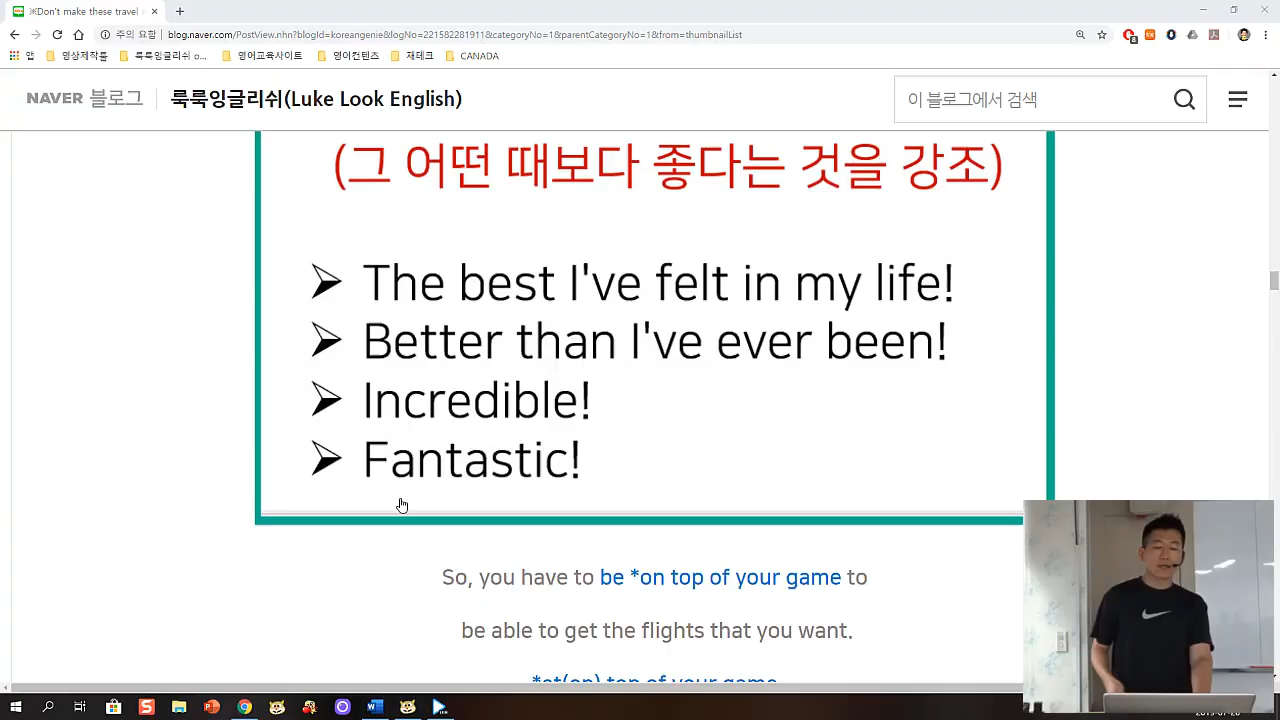 ※Don't make these travel
주의 요함
blog.naver.com/PostView.nhn?blogId=koreangenie&logNo=221582281911&categoryNo=1&parentCategoryNo=1&from=thumbnailList
앱 영상제작툴 룩룩잉글리쉬 o... 영어교육사이트 영어컨텐츠 재테크 CANADA
NAVER 블로그 룩룩잉글리쉬(Luke Look English)
이 블로그에서 검색
(그 어떤 때보다 좋다는 것을 강조)
➢ The best I've felt in my life!
➢ Better than I've ever been!
➢ Incredible!
➢ Fantastic!
So, you have to be *on top of your game to
be able to get the flights that you want.
*at(on) top of your game